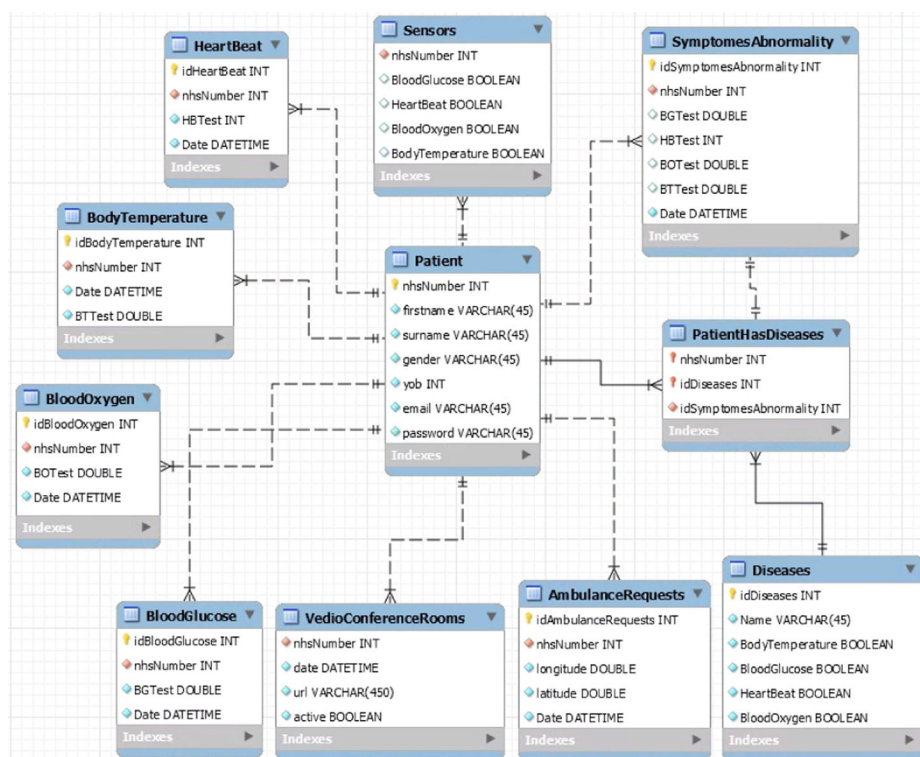 HeartBeat
idHeartBeat INT
nhsNumber INT
HBTest INT
Date DATETIME
Indexes
Sensors
nhsNumber INT
BloodGlucose BOOLEAN
HeartBeat BOOLEAN
BloodOxygen BOOLEAN
BodyTemperature BOOLEAN
Indexes
SymptomesAbnormality
idSymptomesAbnormality INT
nhsNumber INT
BGTest DOUBLE
HBTest INT
BOTest DOUBLE
BTTest DOUBLE
Date DATETIME
Indexes
BodyTemperature
idBodyTemperature INT
nhsNumber INT
Date DATETIME
BTTest DOUBLE
Indexes
Patient
nhsNumber INT
firstname VARCHAR(45)
surname VARCHAR(45)
gender VARCHAR(45)
yob INT
email VARCHAR(45)
password VARCHAR(45)
Indexes
PatientHasDiseases
nhsNumber INT
idDiseases INT
idSymptomesAbnormality INT
Indexes
BloodOxygen
idBloodOxygen INT
nhsNumber INT
BOTest DOUBLE
Date DATETIME
Indexes
BloodGlucose
idBloodGlucose INT
nhsNumber INT
BGTest DOUBLE
Date DATETIME
Indexes
VedioConferenceRooms
nhsNumber INT
date DATETIME
url VARCHAR(450)
active BOOLEAN
Indexes
AmbulanceRequests
idAmbulanceRequests INT
nhsNumber INT
longitude DOUBLE
latitude DOUBLE
Date DATETIME
Indexes
Diseases
idDiseases INT
Name VARCHAR(45)
BodyTemperature BOOLEAN
BloodGlucose BOOLEAN
HeartBeat BOOLEAN
BloodOxygen BOOLEAN
Indexes